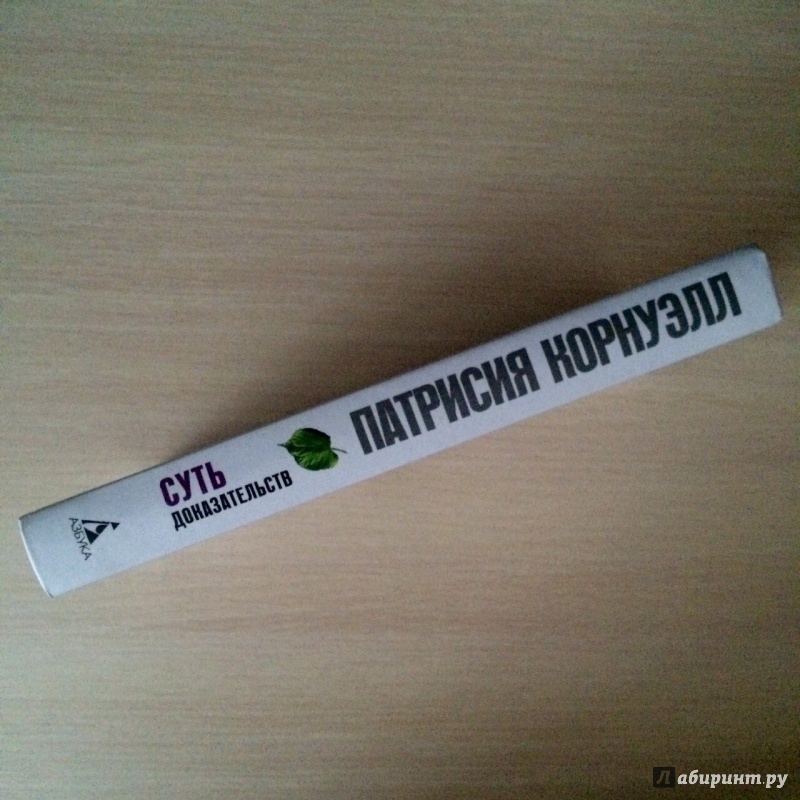 ПАТРИСИЯ КОРНУЭЛЛ
СУТЬ
ДОКАЗАТЕЛЬСТВ
АЗБУКА
Лабиринт.ру